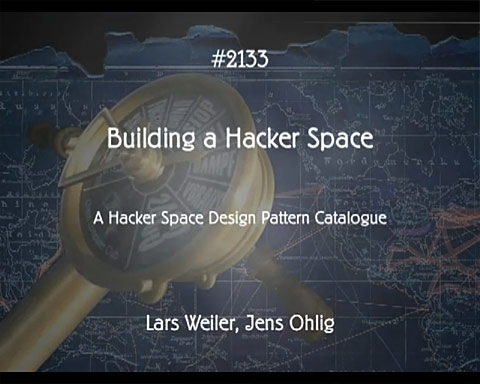 #2133
Building a Hacker Space
A Hacker Space Design Pattern Catalogue
Lars Weiler, Jens Ohlig